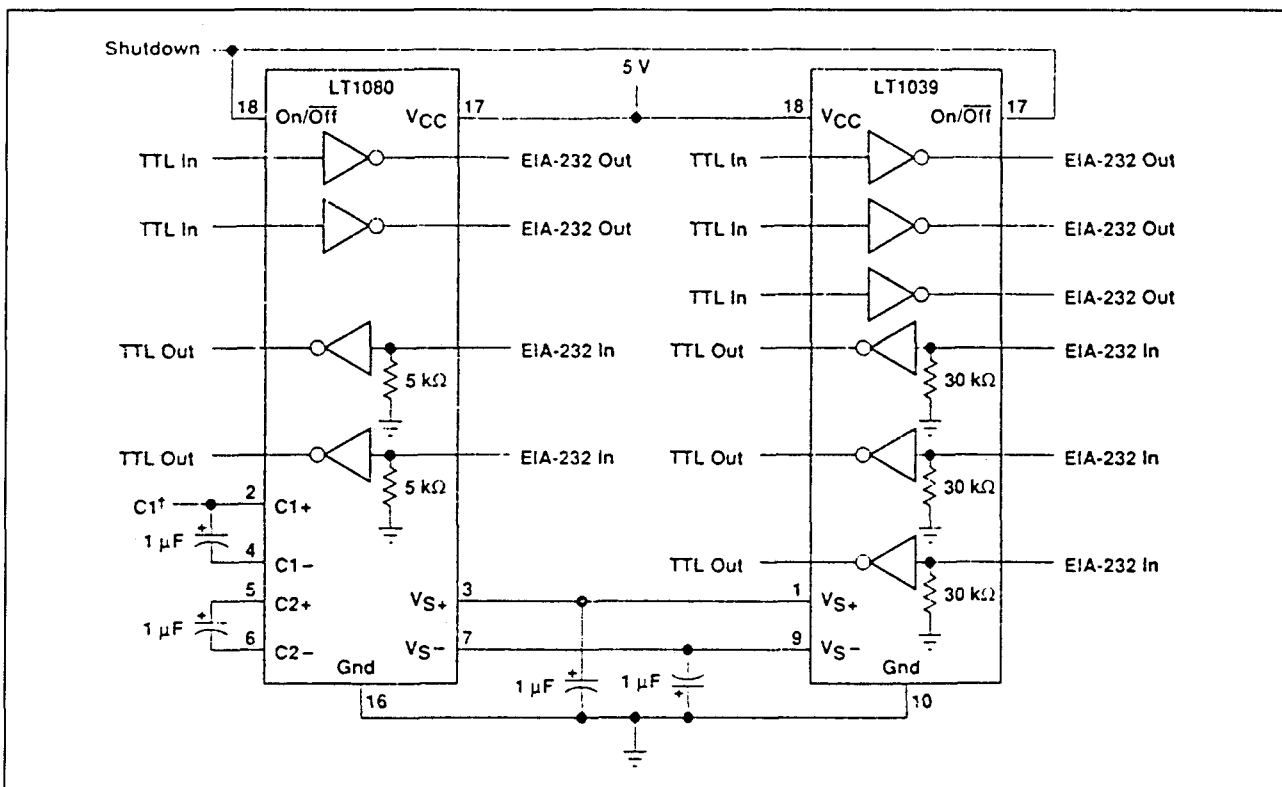 Shutdown
5 V
LT1080
LT1039
18
On/Off
VCC
17
18
VCC
On/Off
17
TTL In
EIA-232 Out
TTL In
EIA-232 Out
TTL In
EIA-232 Out
TTL In
EIA-232 Out
TTL In
EIA-232 Out
TTL Out
EIA-232 In
5 kΩ
TTL Out
EIA-232 In
30 kΩ
TTL Out
EIA-232 In
5 kΩ
TTL Out
EIA-232 In
30 kΩ
C1†
2
C1+
1 μF
4
C1−
TTL Out
EIA-232 In
30 kΩ
5
C2+
1 μF
6
C2−
VS+
3
1
VS+
VS−
7
9
VS−
Gnd
16
1 μF
1 μF
Gnd
10